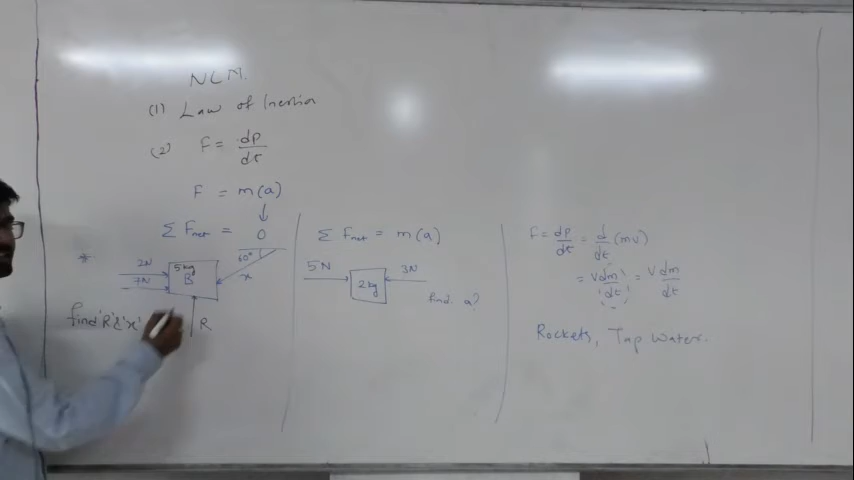 NLM.
(1) Law of Inertia
(2) F = dp/dt
F = m(a)
↓
Σ Fnet = 0
*
2N
7N
5kg
B
60°
x
find 'R' & 'x'
R
Σ Fnet = m(a)
5N
2kg
3N
find a?
F = dp/dt = d/dt (mv)
= v dm/dt = v dm/dt
Rockets, Tap Water.